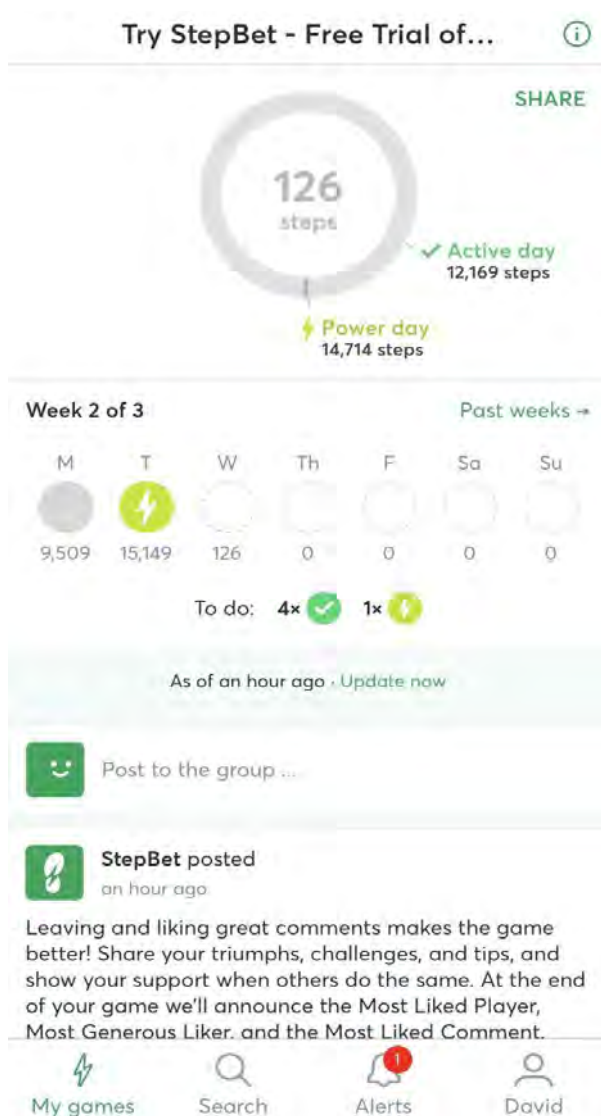 Try StepBet - Free Trial of...
SHARE
126
steps
Active day
12,169 steps
Power day
14,714 steps
Week 2 of 3
Past weeks →
M T W Th F Sa Su
9,509 15,149 126 0 0 0 0
To do: 4x 1x
As of an hour ago · Update now
Post to the group ...
StepBet posted
an hour ago
Leaving and liking great comments makes the game
better! Share your triumphs, challenges, and tips, and
show your support when others do the same. At the end
of your game we'll announce the Most Liked Player,
Most Generous Liker, and the Most Liked Comment.
1
My games Search Alerts David